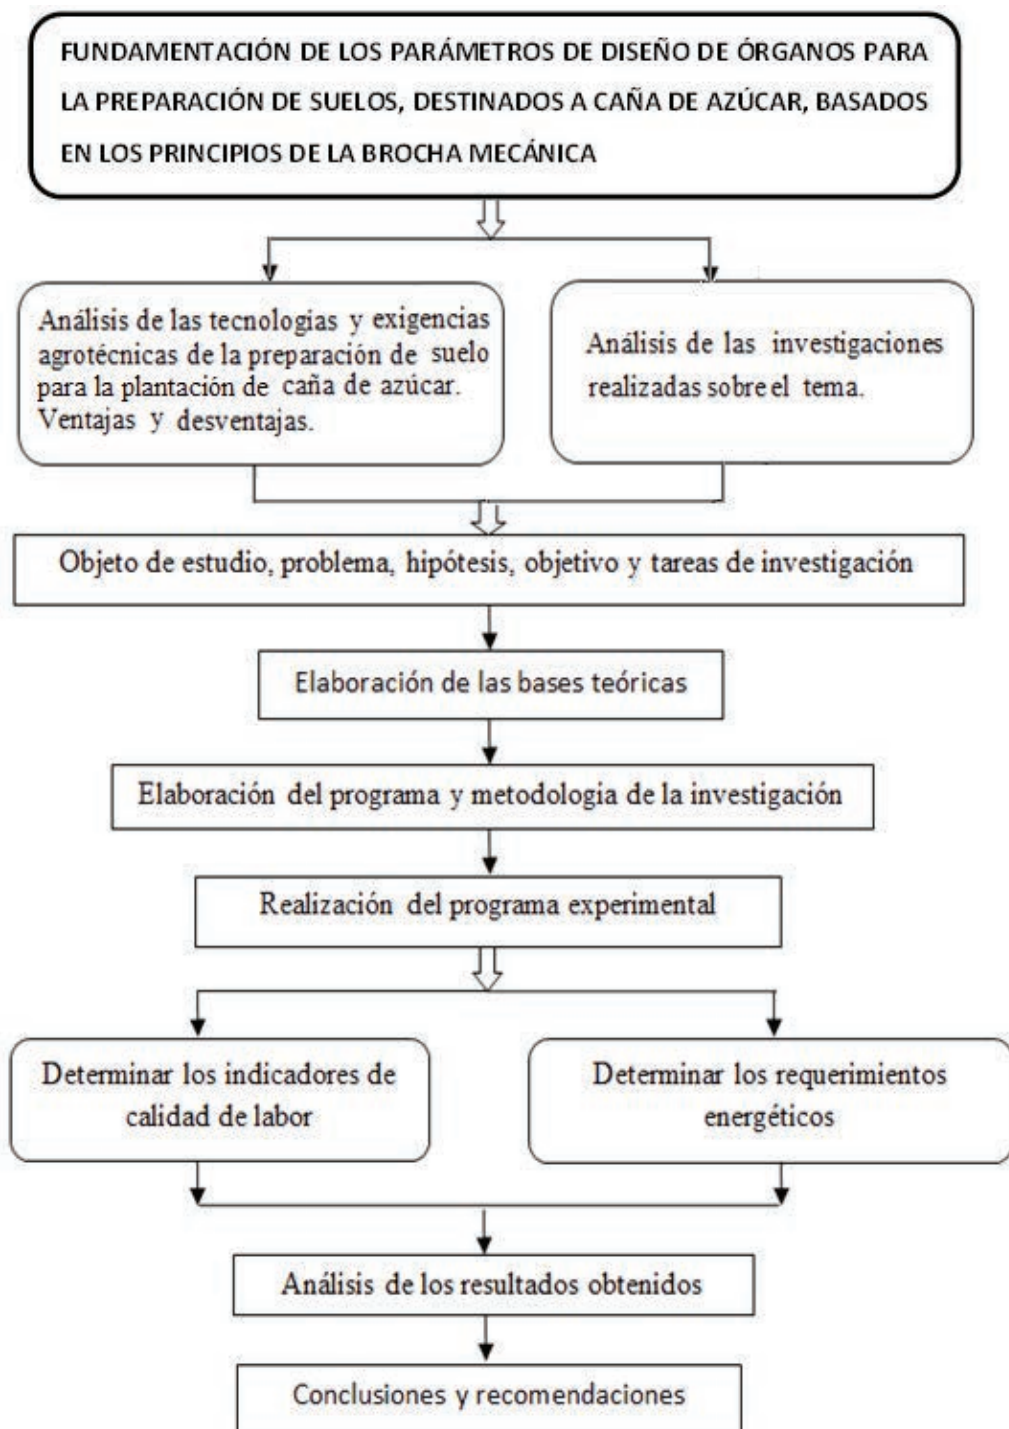 FUNDAMENTACIÓN DE LOS PARÁMETROS DE DISEÑO DE ÓRGANOS PARA
LA PREPARACIÓN DE SUELOS, DESTINADOS A CAÑA DE AZÚCAR, BASADOS
EN LOS PRINCIPIOS DE LA BROCHA MECÁNICA
Análisis de las tecnologias y exigencias
agrotécnicas de la preparación de suelo
para la plantación de caña de azúcar.
Ventajas y desventajas.
Análisis de las investigaciones
realizadas sobre el tema.
Objeto de estudio, problema, hipótesis, objetivo y tareas de investigación
Elaboración de las bases teóricas
Elaboración del programa y metodologia de la investigación
Realización del programa experimental
Determinar los indicadores de
calidad de labor
Determinar los requerimientos
energéticos
Análisis de los resultados obtenidos
Conclusiones y recomendaciones